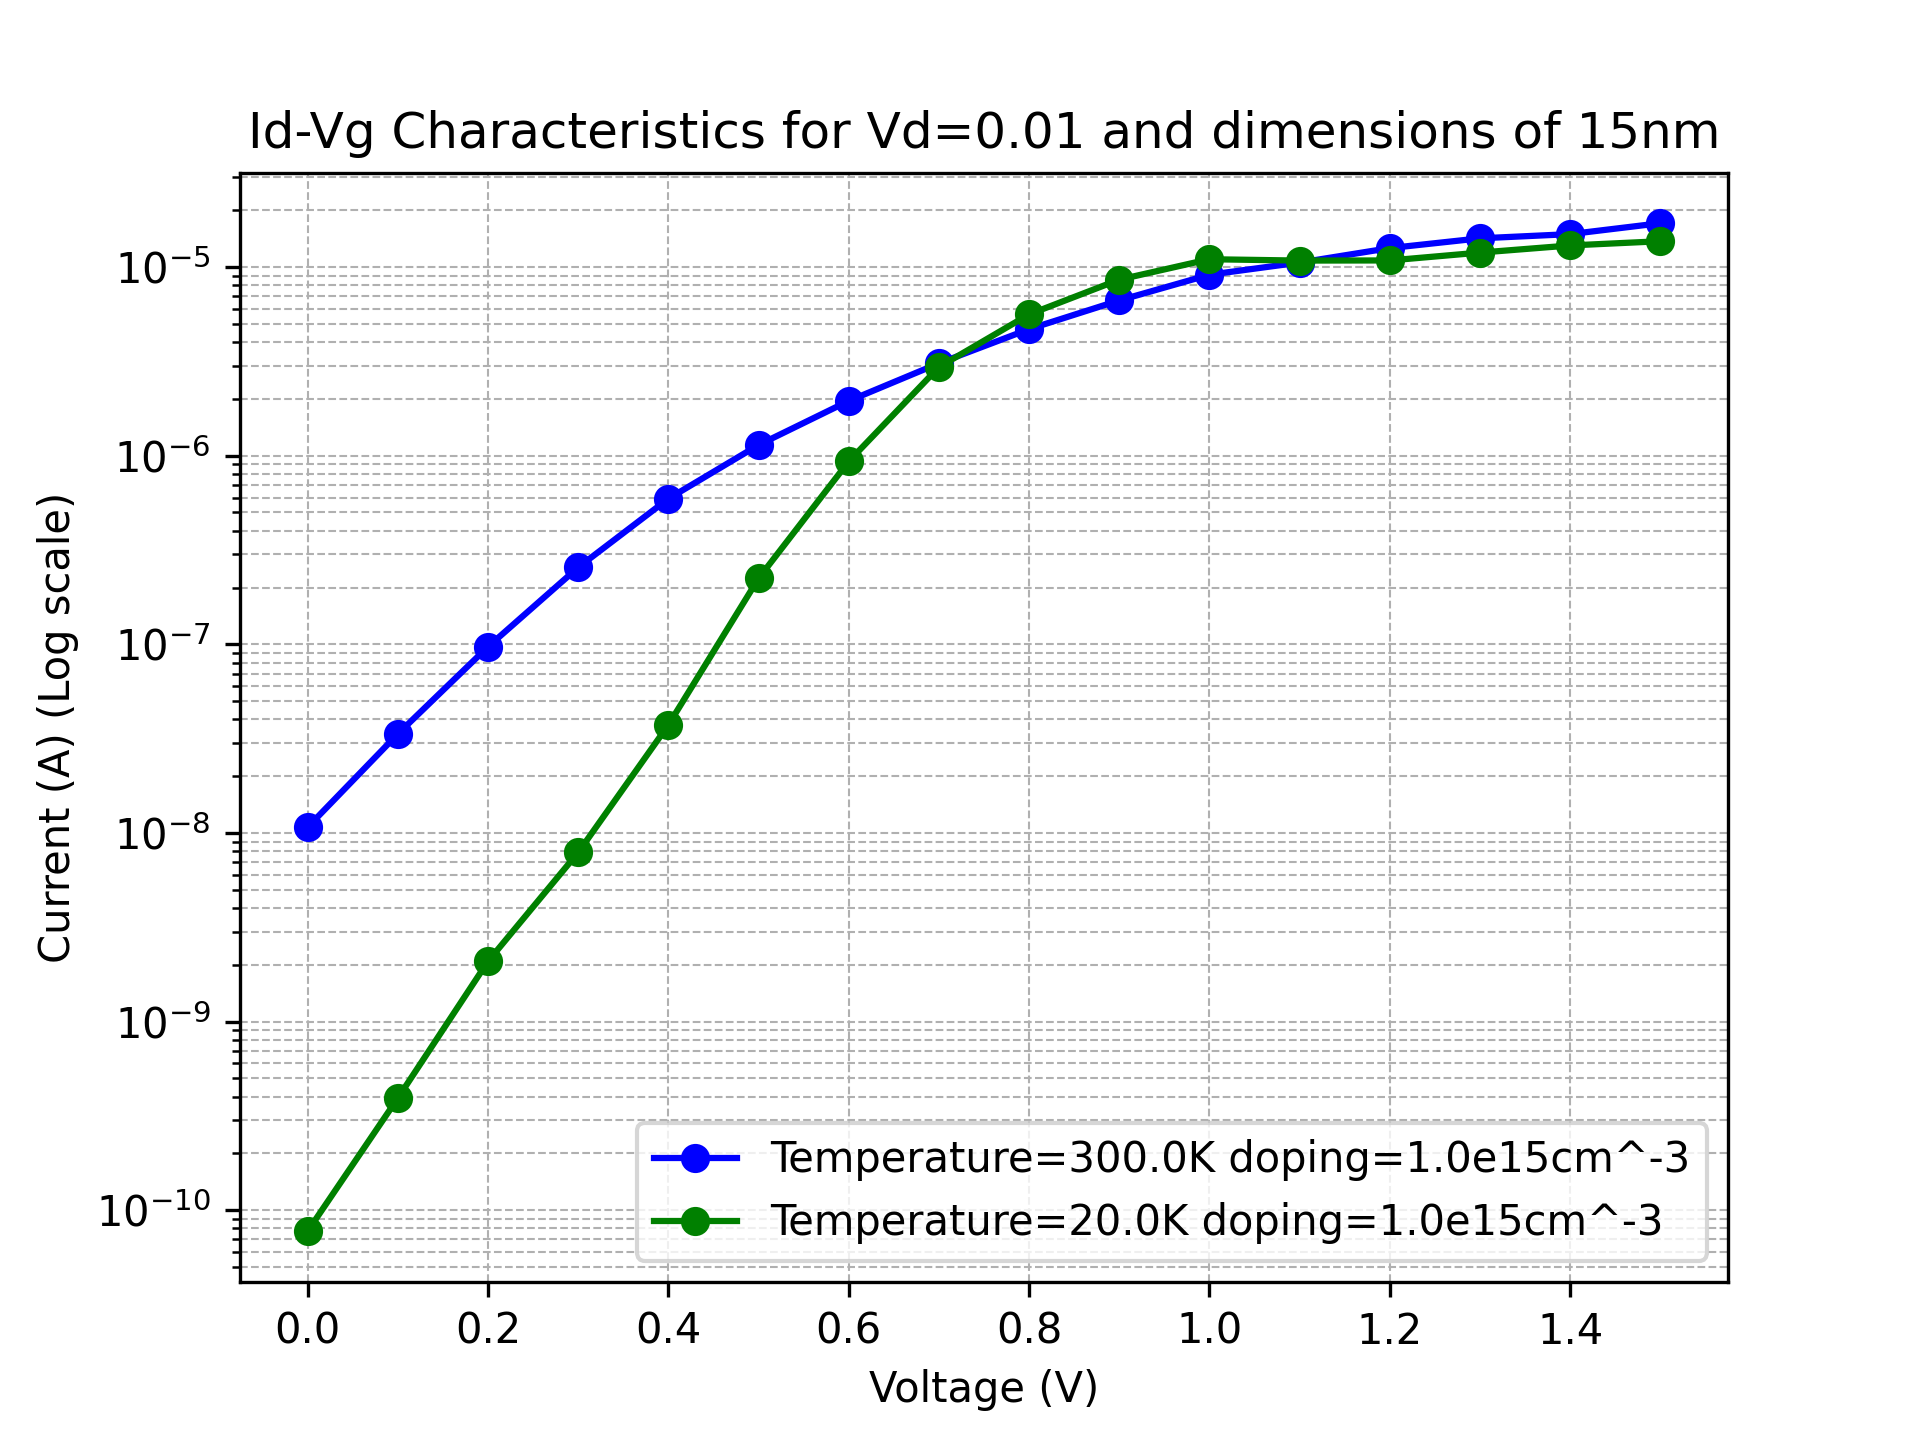 Id-Vg Characteristics for Vd=0.01 and dimensions of 15nm
Current (A) (Log scale)
10⁻⁵
10⁻⁶
10⁻⁷
10⁻⁸
10⁻⁹
10⁻¹⁰
Temperature=300.0K doping=1.0e15cm^-3
Temperature=20.0K doping=1.0e15cm^-3
0.0 0.2 0.4 0.6 0.8 1.0 1.2 1.4
Voltage (V)